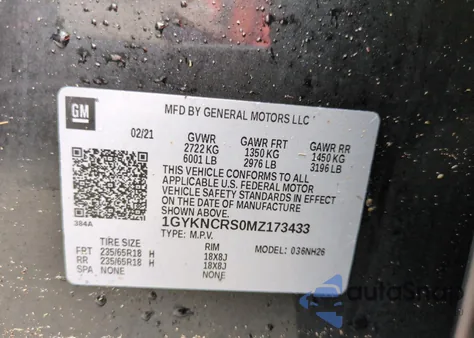 GM
MFD BY GENERAL MOTORS LLC
02/21
GVWR GAWR FRT GAWR RR
2722 KG 1350 KG 1450 KG
6001 LB 2976 LB 3196 LB
THIS VEHICLE CONFORMS TO ALL
APPLICABLE U.S. FEDERAL MOTOR
VEHICLE SAFETY STANDARDS IN EFFECT
ON THE DATE OF MANUFACTURE SHOWN ABOVE.
1GYKNCRS0MZ173433
384A
TYPE: M.P.V. MODEL: 036NH26
TIRE SIZE RIM
FRT 235/65R18 H 18X8J
RR 235/65R18 H 18X8J
SPA NONE NONE
autoSnap